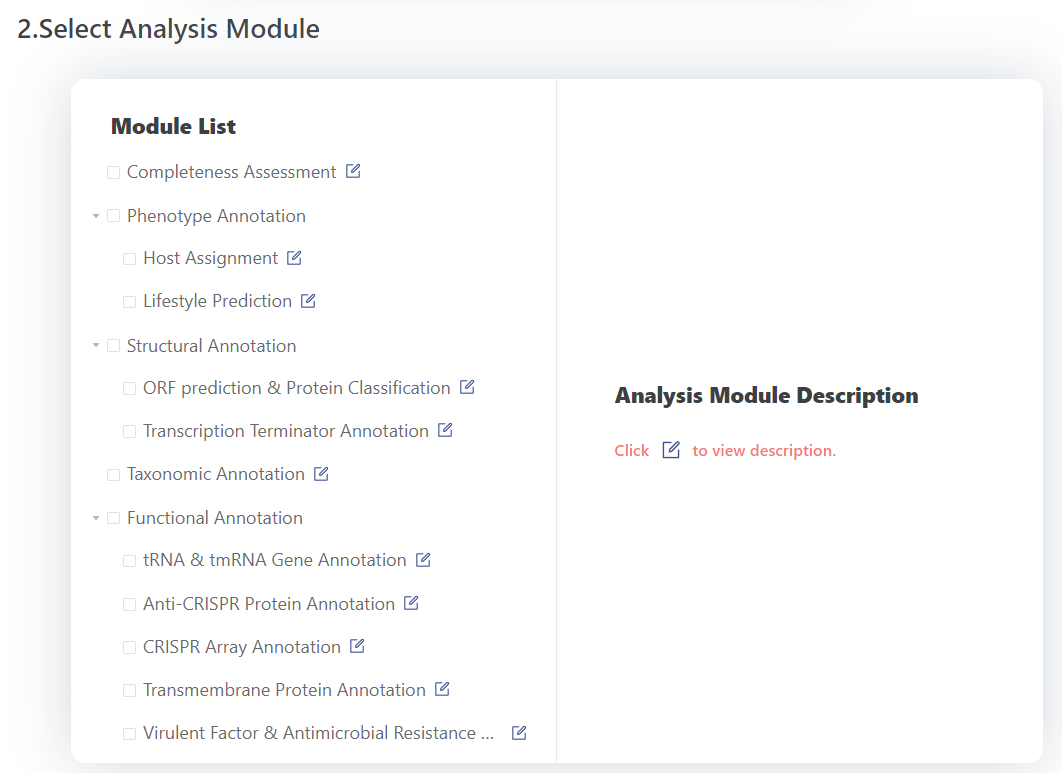 2.Select Analysis Module
Module List
Completeness Assessment
Phenotype Annotation
Host Assignment
Lifestyle Prediction
Structural Annotation
ORF prediction & Protein Classification
Transcription Terminator Annotation
Taxonomic Annotation
Functional Annotation
tRNA & tmRNA Gene Annotation
Anti-CRISPR Protein Annotation
CRISPR Array Annotation
Transmembrane Protein Annotation
Virulent Factor & Antimicrobial Resistance ...
Analysis Module Description
Click to view description.